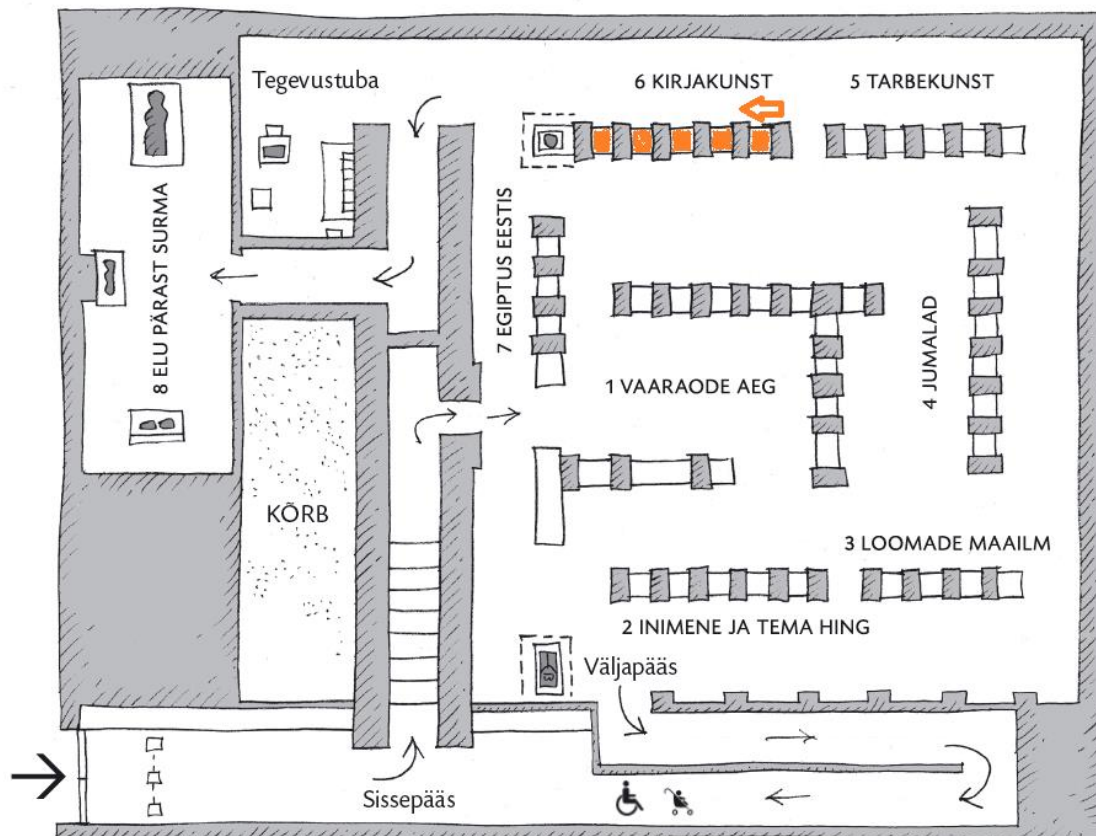 6 KIRJAKUNST
5 TARBEKUNST
Tegevustuba
8 ELU PÄRAST SURMA
7 EGIPTUS EESTIS
4 JUMALAD
1 VAARAODE AEG
KÕRB
3 LOOMADE MAAILM
2 INIMENE JA TEMA HING
Väljapääs
Sissepääs